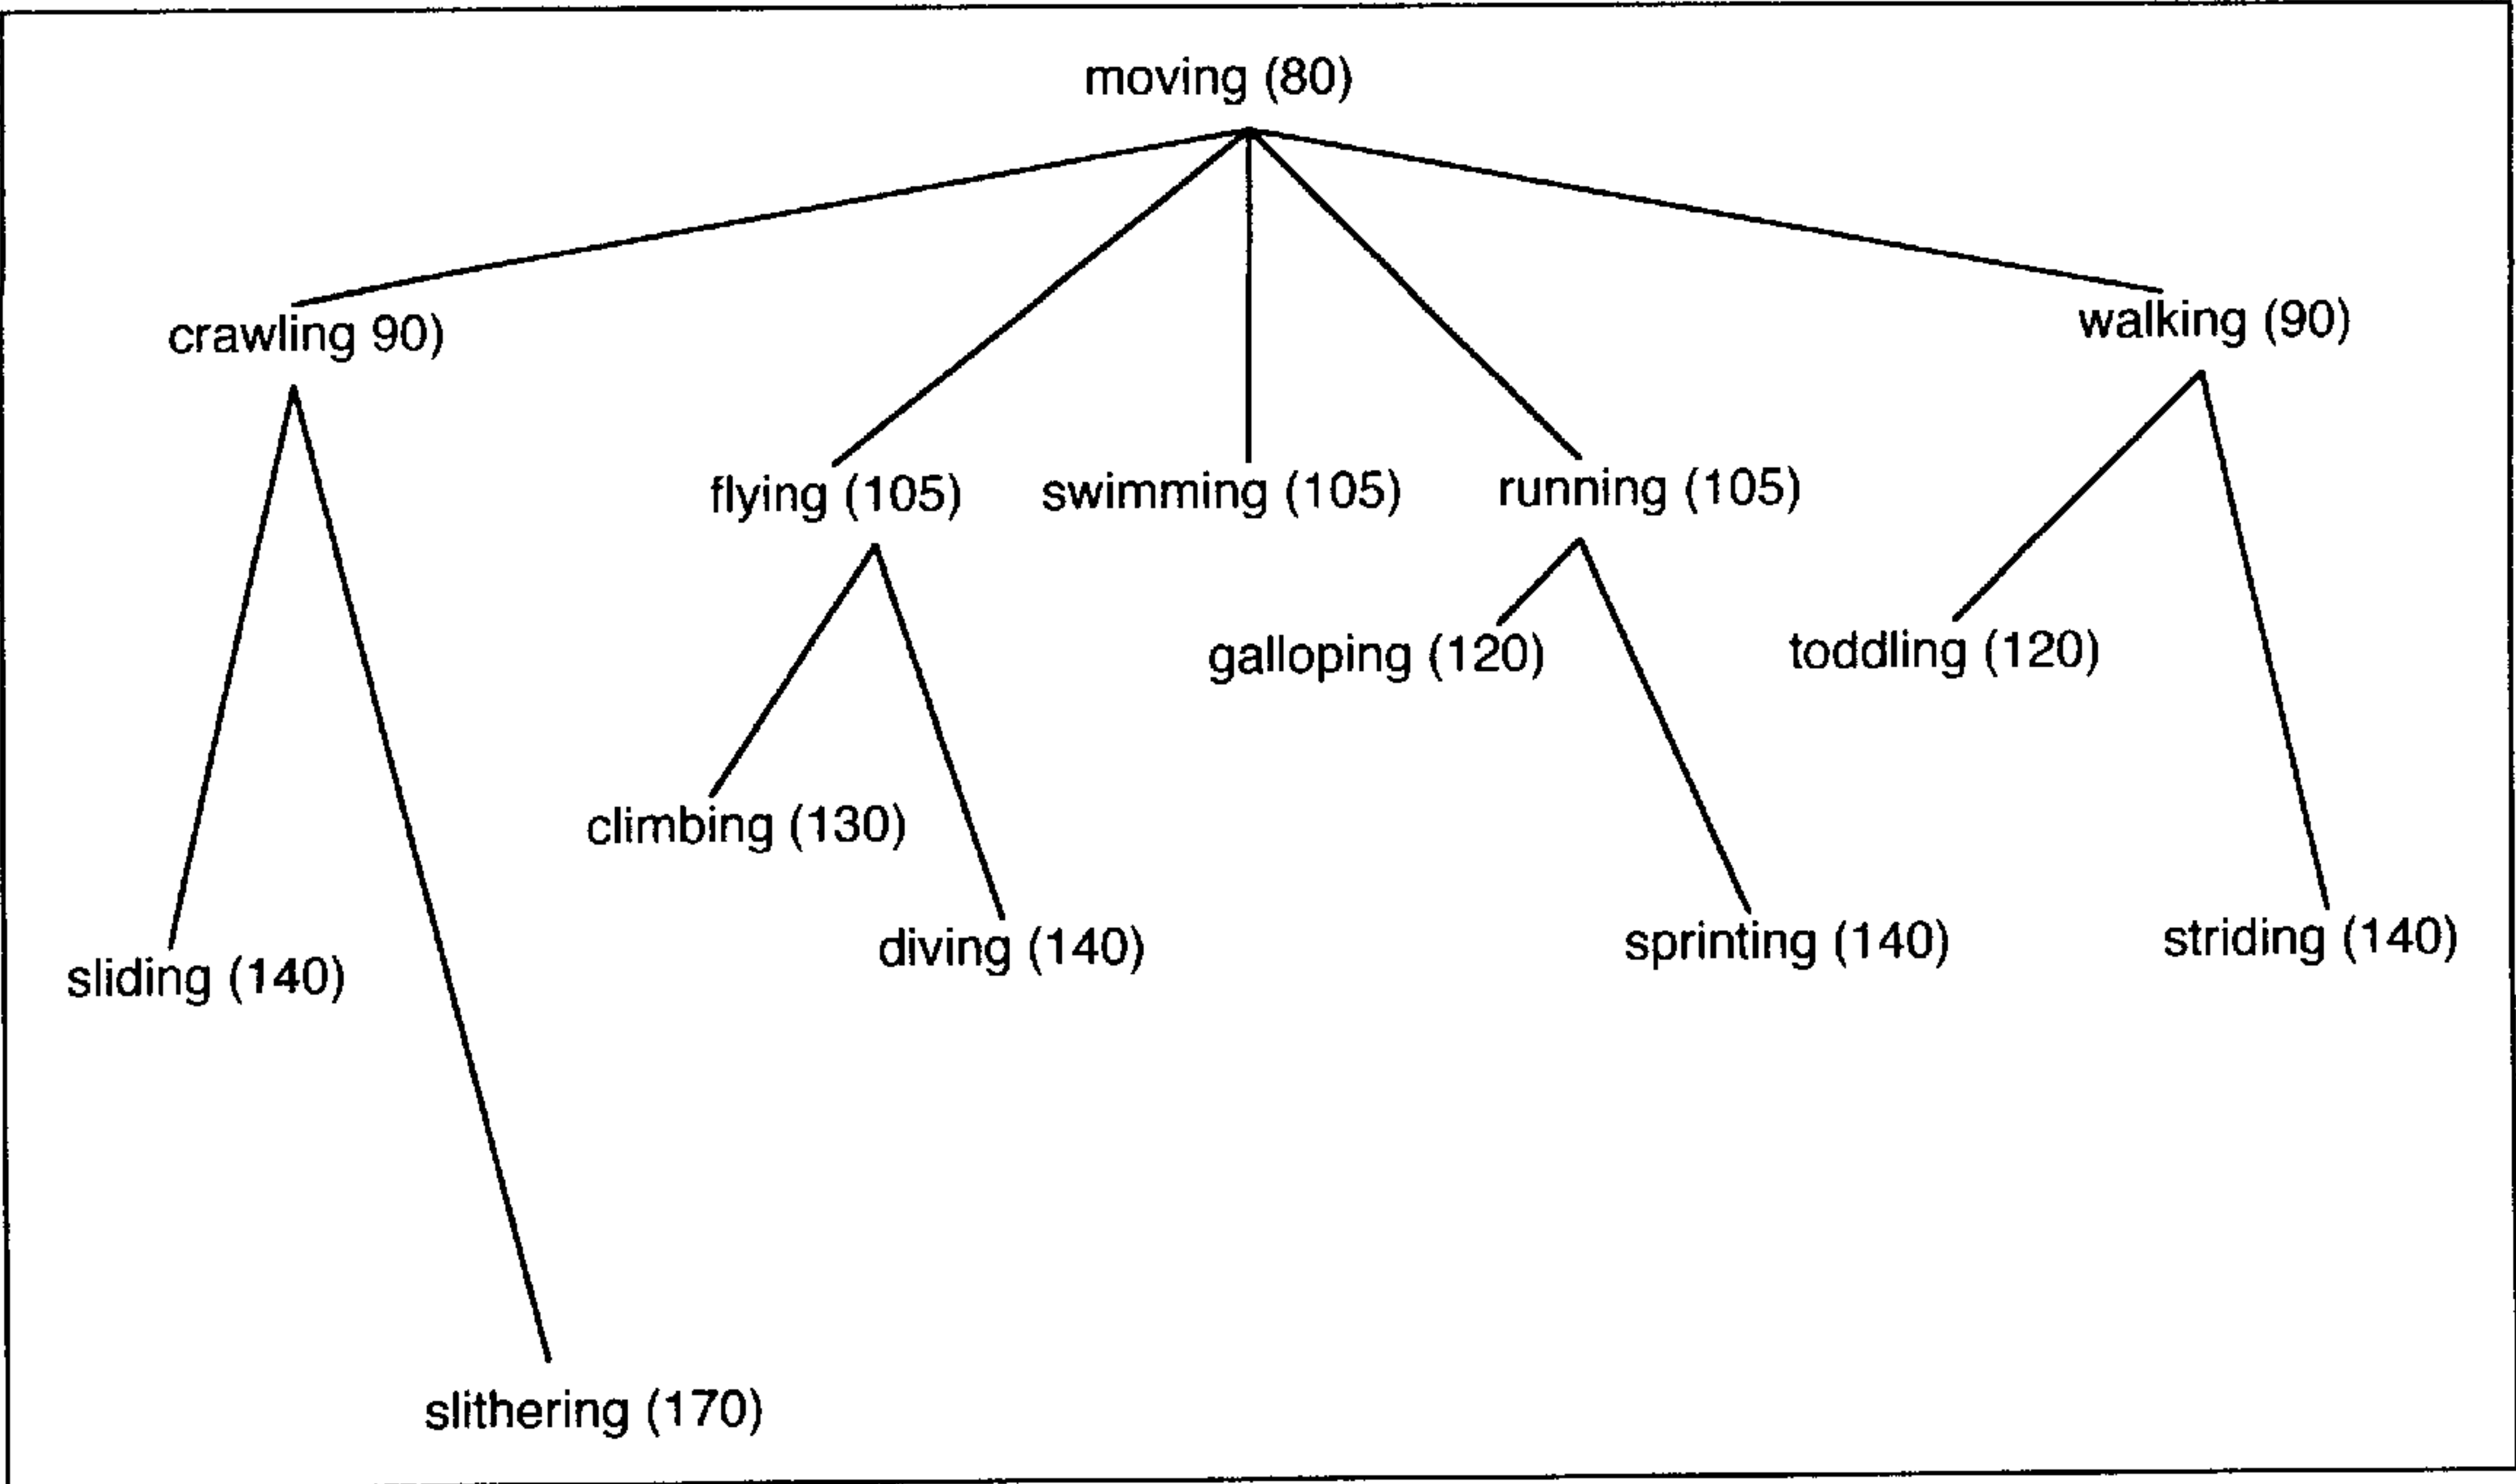 moving (80)
crawling 90)
walking (90)
flying (105)
swimming (105)
running (105)
galloping (120)
toddling (120)
climbing (130)
diving (140)
sprinting (140)
striding (140)
sliding (140)
slithering (170)